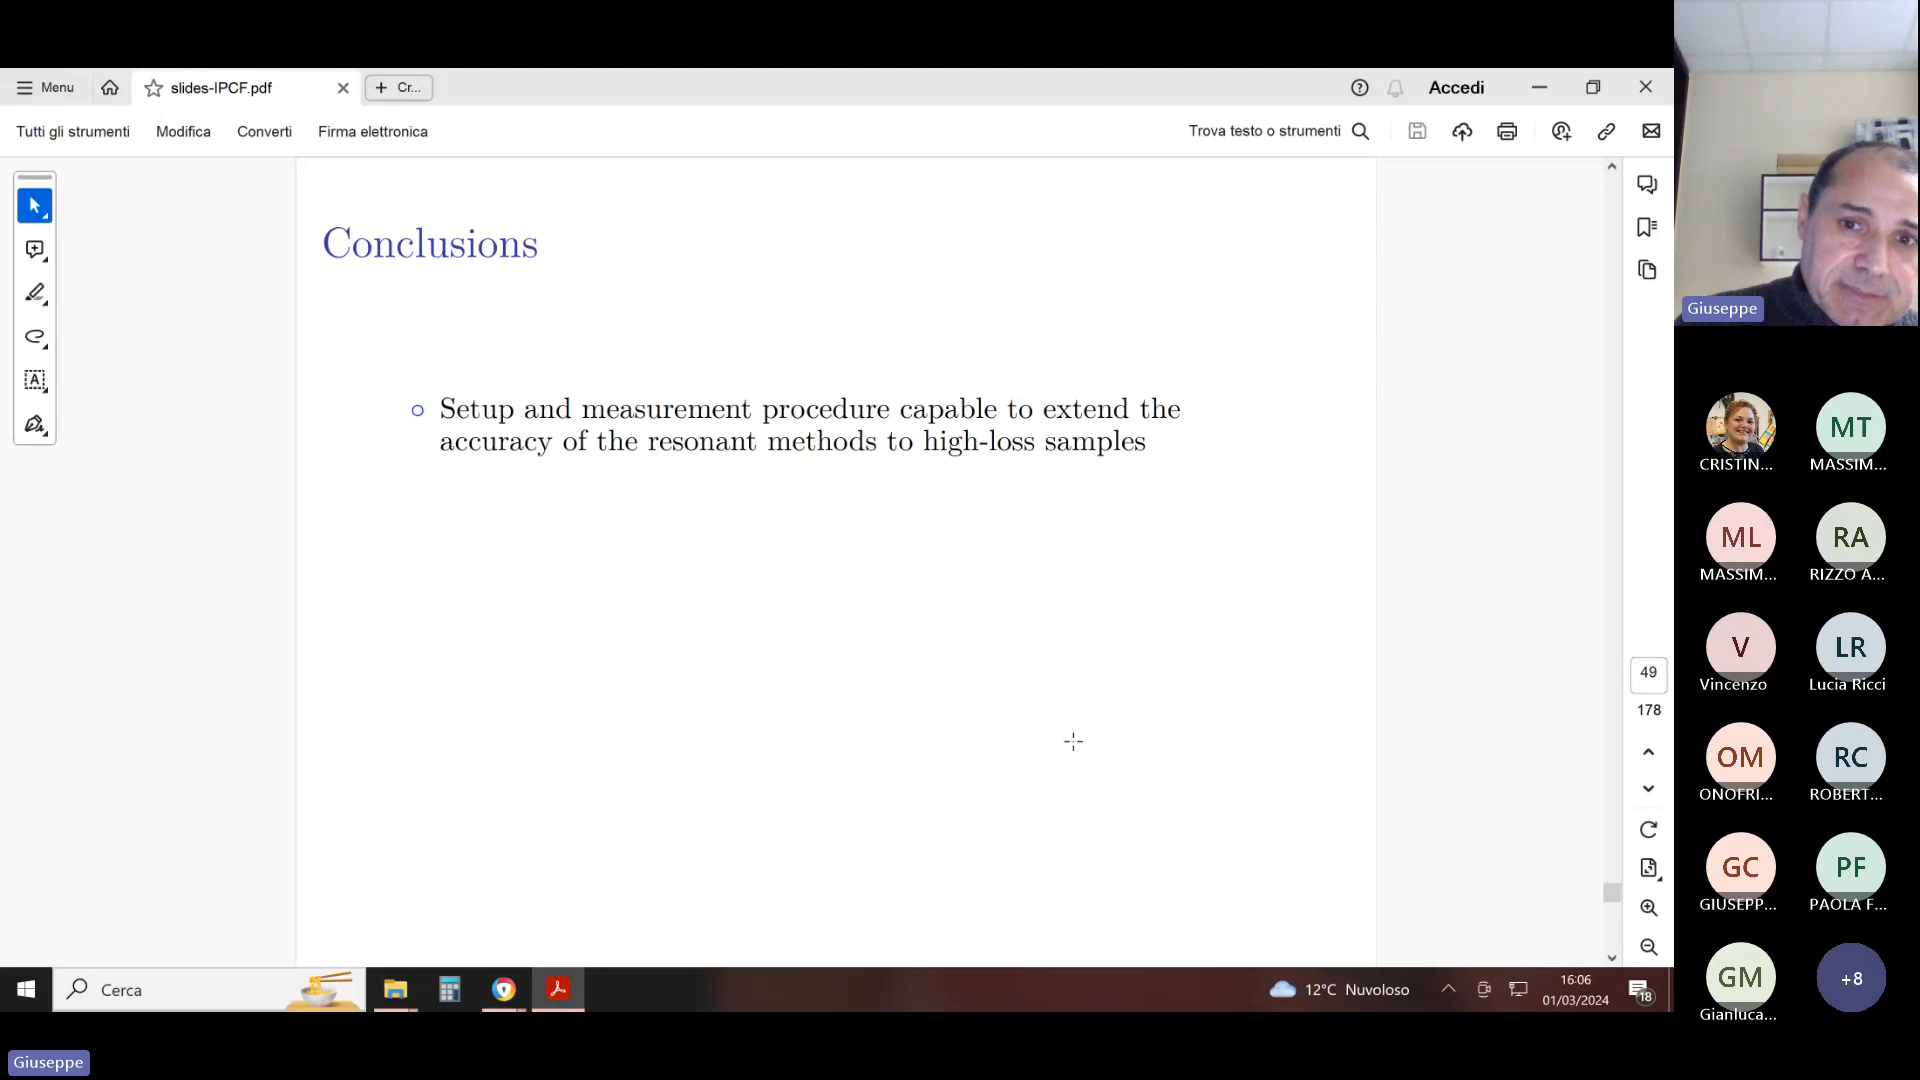 Menu
slides-IPCF.pdf
Cr...
Accedi
Tutti gli strumenti
Modifica
Converti
Firma elettronica
Trova testo o strumenti
Conclusions
Setup and measurement procedure capable to extend the
accuracy of the resonant methods to high-loss samples
49
178
Cerca
12°C Nuvoloso
16:06
01/03/2024
18
Giuseppe
Giuseppe
CRISTIN...
MT
MASSIM...
ML
MASSIM...
RA
RIZZO A...
V
Vincenzo
LR
Lucia Ricci
OM
ONOFRI...
RC
ROBERT...
GC
GIUSEPP...
PF
PAOLA F...
GM
Gianluca...
+8